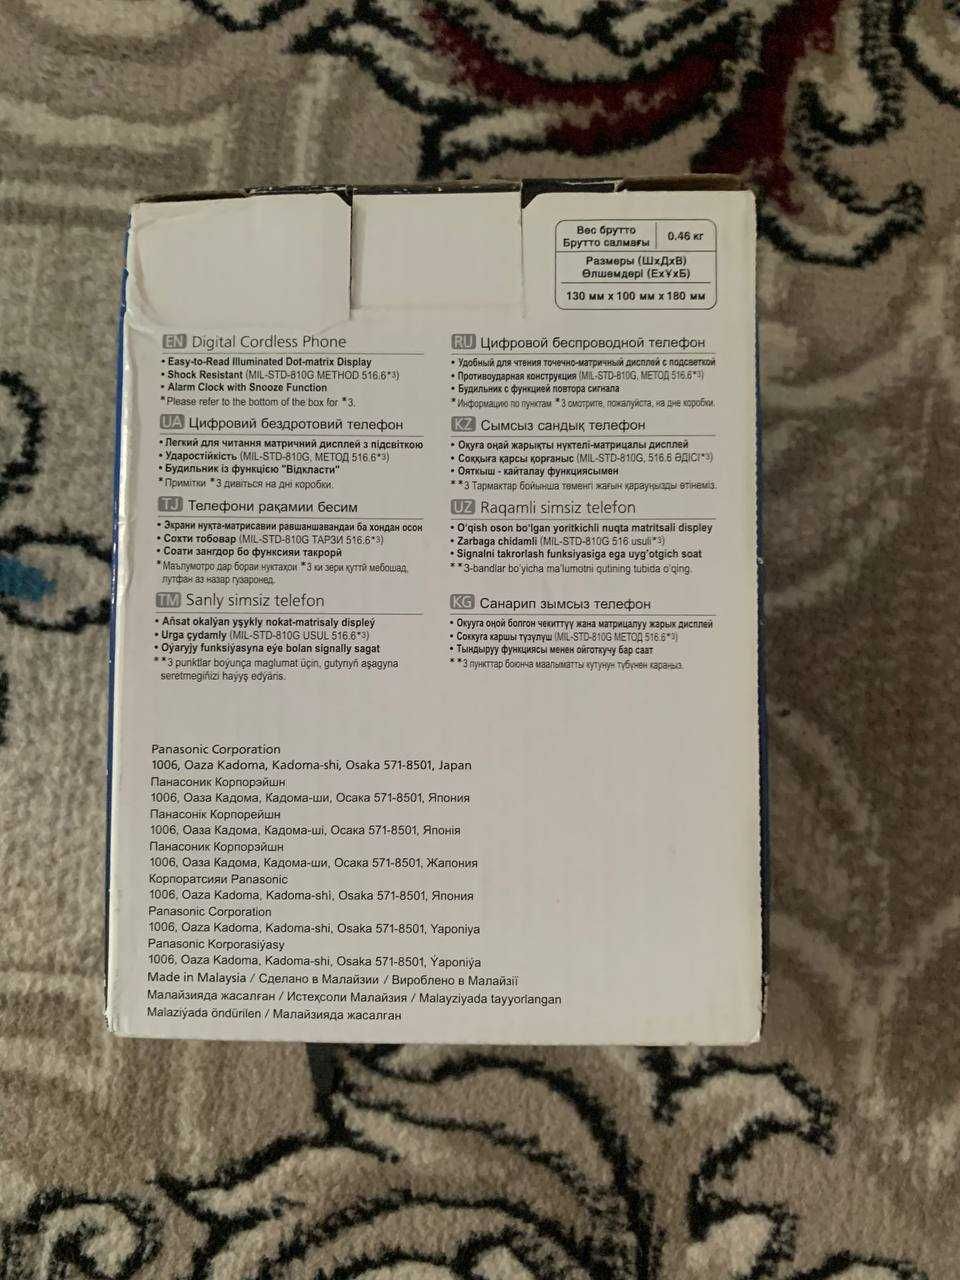 Вес брутто
Брутто салмағы
0.46 кг
Размеры (ШхДхВ)
Өлшемдері (ЕхҰхБ)
130 мм x 100 мм x 180 мм
EN Digital Cordless Phone
• Easy-to-Read Illuminated Dot-matrix Display
• Shock Resistant (MIL-STD-810G METHOD 516.6*3)
• Alarm Clock with Snooze Function
*Please refer to the bottom of the box for *3.
RU Цифровой беспроводной телефон
• Удобный для чтения точечно-матричный дисплей с подсветкой
• Противоударная конструкция (MIL-STD-810G, МЕТОД 516.6*3)
• Будильник с функцией повтора сигнала
*Информацию по пунктам *3 смотрите, пожалуйста, на дне коробки.
UA Цифровий бездротовий телефон
• Легкий для читання матричний дисплей з підсвіткою
• Ударостійкість (MIL-STD-810G, МЕТОД 516.6*3)
• Будильник із функцією "Відкласти"
*Примітки *3 дивіться на дні коробки.
KZ Сымсыз сандық телефон
• Оқуға оңай жарықты нүктелі-матрицалы дисплей
• Соққыға қарсы қорғаныс (MIL-STD-810G, 516.6 ӘДІСІ*3)
• Ояткыш - кайталау функциясымен
**3 Тармактар бойынша төменгі жағын қарауңызды өтінеміз.
TJ Телефони рақамии бесим
• Экрани нуқта-матрисавии равшаншавандаи ба хондан осон
• Сохти тобовар (MIL-STD-810G ТАРЗИ 516.6*3)
• Соати зангдор бо функсияи такрорӣ
*Маълумотро дар бораи нуктаҳои *3 ки зери қуттӣ мебошад,
лутфан аз назар гузаронед.
UZ Raqamli simsiz telefon
• O'qish oson bo'lgan yoritkichli nuqta matritsali displey
• Zarbaga chidamli (MIL-STD-810G 516 usuli*3)
• Signalni takrorlash funksiyasiga ega uyg'otgich soat
**3-bandlar bo'yicha ma'lumotni qutining tubida o'qing.
TM Sanly simsiz telefon
• Aňsat okalýan yşykly nokat-matrisaly displeý
• Urga çydamly (MIL-STD-810G USUL 516.6*3)
• Oýaryjy funksiýasyna eýe bolan signally sagat
**3 punktlar boýunça maglumat üçin, gutynyň aşagyna
seretmegiňizi haýyş edýäris.
KG Санарип зымсыз телефон
• Окууга оңой болгон чекиттүү жана матрицалуу жарык дисплей
• Соккуга каршы түзүлүш (MIL-STD-810G МЕТОД 516.6*3)
• Тындыруу функциясы менен ойготкучу бар саат
**3 пункттар боюнча маалыматты кутунун түбүнөн караңыз.
Panasonic Corporation
1006, Oaza Kadoma, Kadoma-shi, Osaka 571-8501, Japan
Панасоник Корпорэйшн
1006, Оаза Кадома, Кадома-ши, Осака 571-8501, Япония
Панасонік Корпорейшн
1006, Оаза Кадома, Кадома-ші, Осака 571-8501, Японія
Панасоник Корпорэйшн
1006, Оаза Кадома, Кадома-ши, Осака 571-8501, Жапония
Корпоратсияи Panasonic
1006, Oaza Kadoma, Kadoma-shi, Osaka 571-8501, Япония
Panasonic Corporation
1006, Oaza Kadoma, Kadoma-shi, Osaka 571-8501, Yaponiya
Panasonic Korporasiýasy
1006, Oaza Kadoma, Kadoma-shi, Osaka 571-8501, Ýaponiýa
Made in Malaysia / Сделано в Малайзии / Вироблено в Малайзії
Малайзияда жасалған / Истеҳсоли Малайзия / Malayziyada tayyorlangan
Malaziýada öndürilen / Малайзияда жасалган